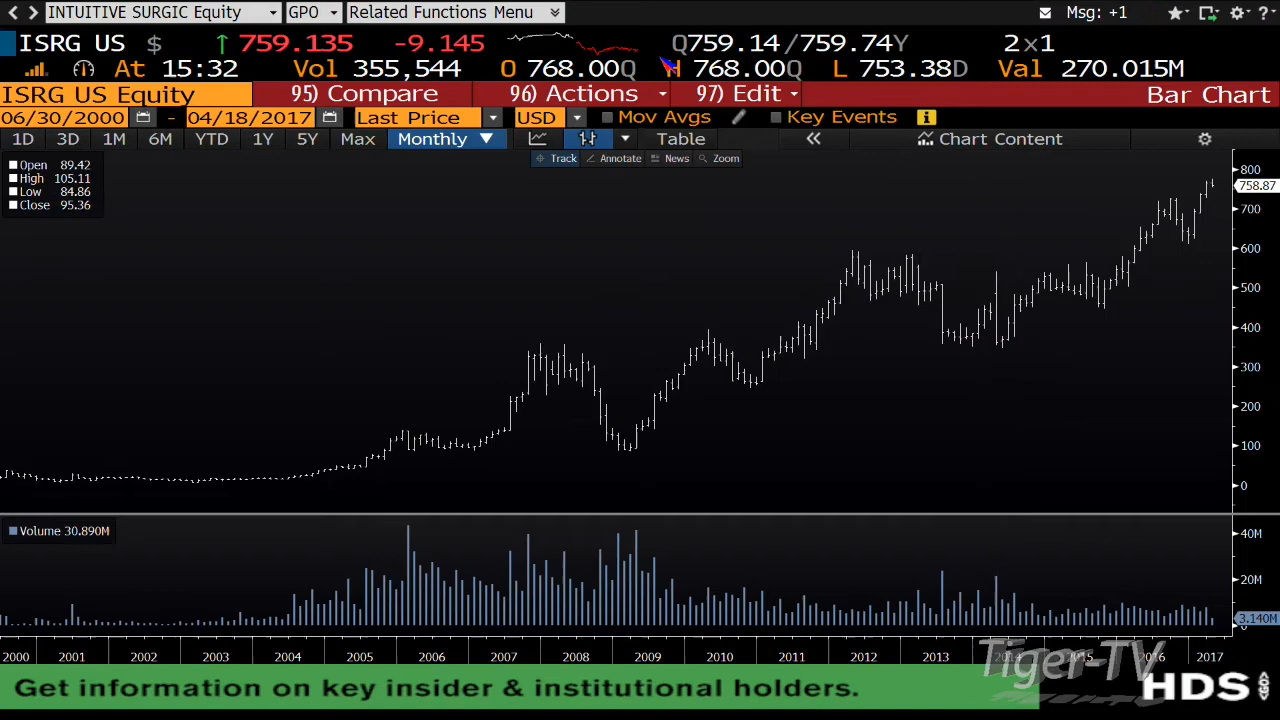 INTUITIVE SURGIC Equity GPO Related Functions Menu Msg: +1 ?
ISRG US $ ↑ 759.135 -9.145 Q759.14/759.74Y 2x1
At 15:32 Vol 355,544 O 768.00Q H 768.00Q L 753.38D Val 270.015M
ISRG US Equity 95) Compare 96) Actions 97) Edit Bar Chart
06/30/2000 - 04/18/2017 Last Price USD Mov Avgs Key Events i
1D 3D 1M 6M YTD 1Y 5Y Max Monthly ▼ Table « Chart Content
Track Annotate News Zoom
Open 89.42
High 105.11
Low 84.86
Close 95.36
800
758.87
700
600
500
400
300
200
100
0
Volume 30.890M
40M
20M
3.140M
0
2000 2001 2002 2003 2004 2005 2006 2007 2008 2009 2010 2011 2012 2013 2014 2015 2016 2017
Tiger-TV
Get information on key insider & institutional holders.
HDS